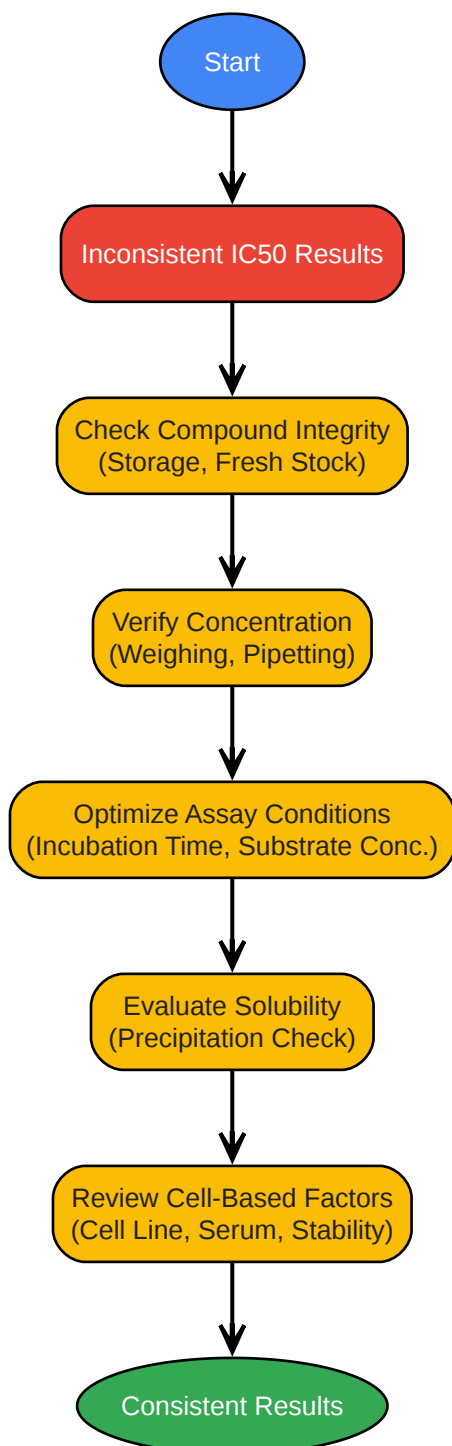 Start
Inconsistent IC50 Results
Check Compound Integrity
(Storage, Fresh Stock)
Verify Concentration
(Weighing, Pipetting)
Optimize Assay Conditions
(Incubation Time, Substrate Conc.)
Evaluate Solubility
(Precipitation Check)
Review Cell-Based Factors
(Cell Line, Serum, Stability)
Consistent Results